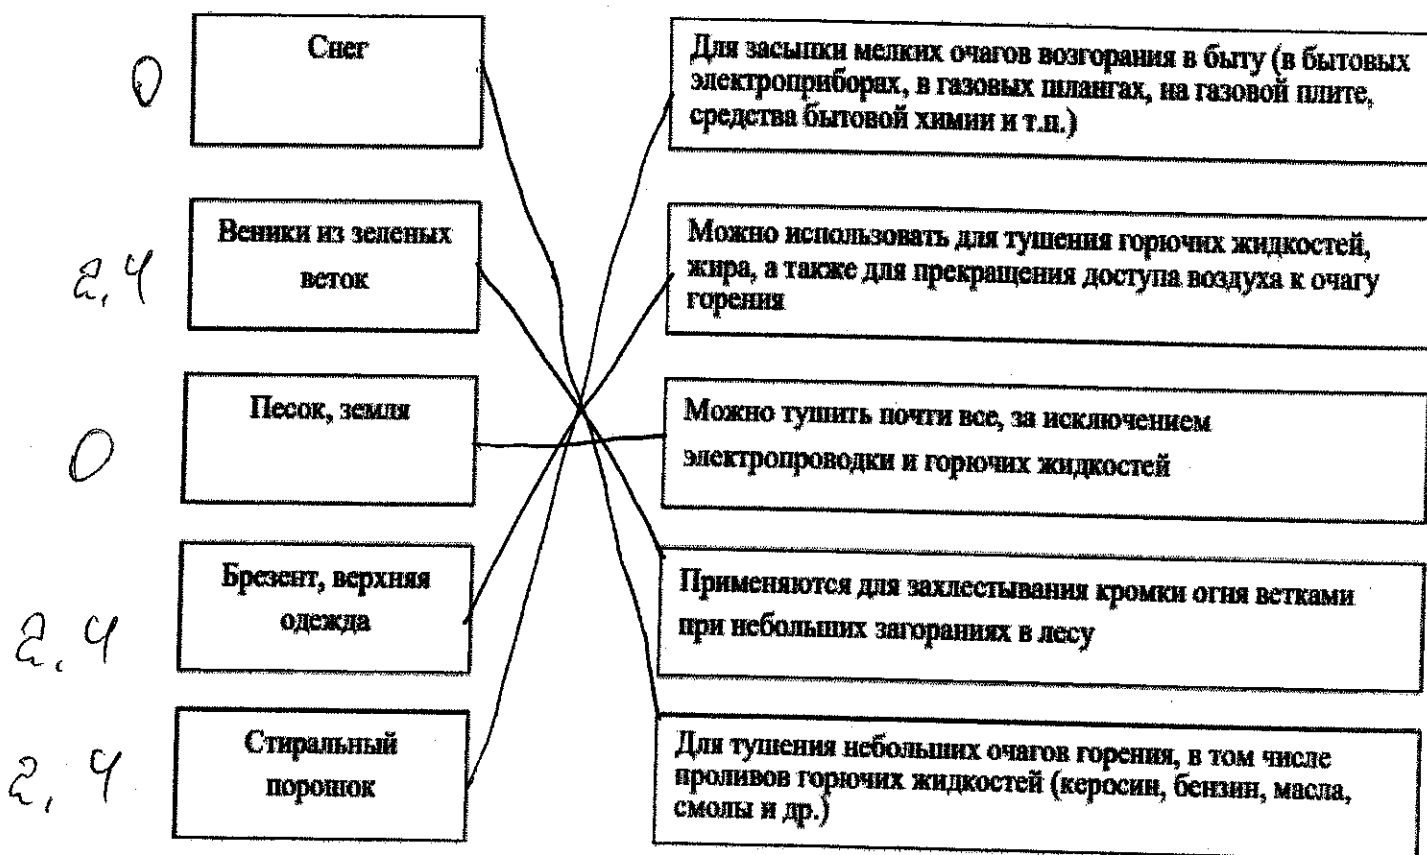 0
Снег
Для засыпки мелких очагов возгорания в быту (в бытовых
электроприборах, в газовых шлангах, на газовой плите,
средства бытовой химии и т.п.)
2,4
Веники из зеленых
веток
Можно использовать для тушения горючих жидкостей,
жира, а также для прекращения доступа воздуха к очагу
горения
0
Песок, земля
Можно тушить почти все, за исключением
электропроводки и горючих жидкостей
2,4
Брезент, верхняя
одежда
Применяются для захлестывания кромки огня ветками
при небольших загораниях в лесу
2,4
Стиральный
порошок
Для тушения небольших очагов горения, в том числе
проливов горючих жидкостей (керосин, бензин, масла,
смолы и др.)